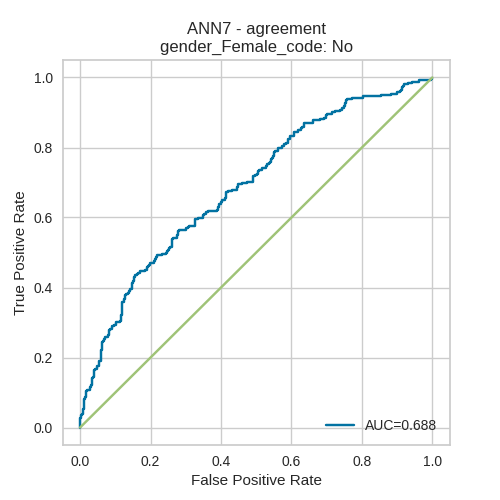 ANN7 - agreement
gender_Female_code: No
True Positive Rate
1.0
0.8
0.6
0.4
0.2
0.0
0.0 0.2 0.4 0.6 0.8 1.0
False Positive Rate
AUC=0.688